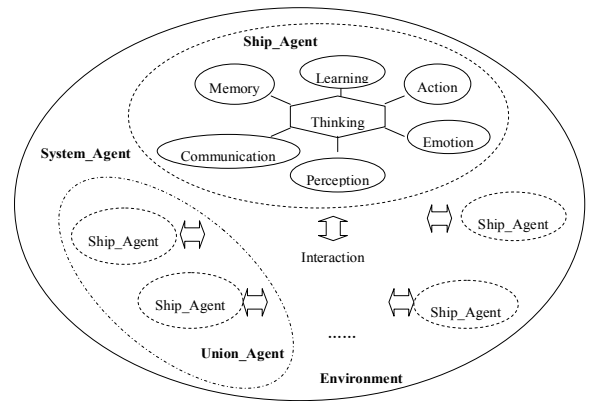 Ship_Agent
Learning
Memory
Action
Thinking
Emotion
Communication
System_Agent
Perception
Ship_Agent
Ship_Agent
Interaction
Ship_Agent
Ship_Agent
......
Union_Agent
Environment